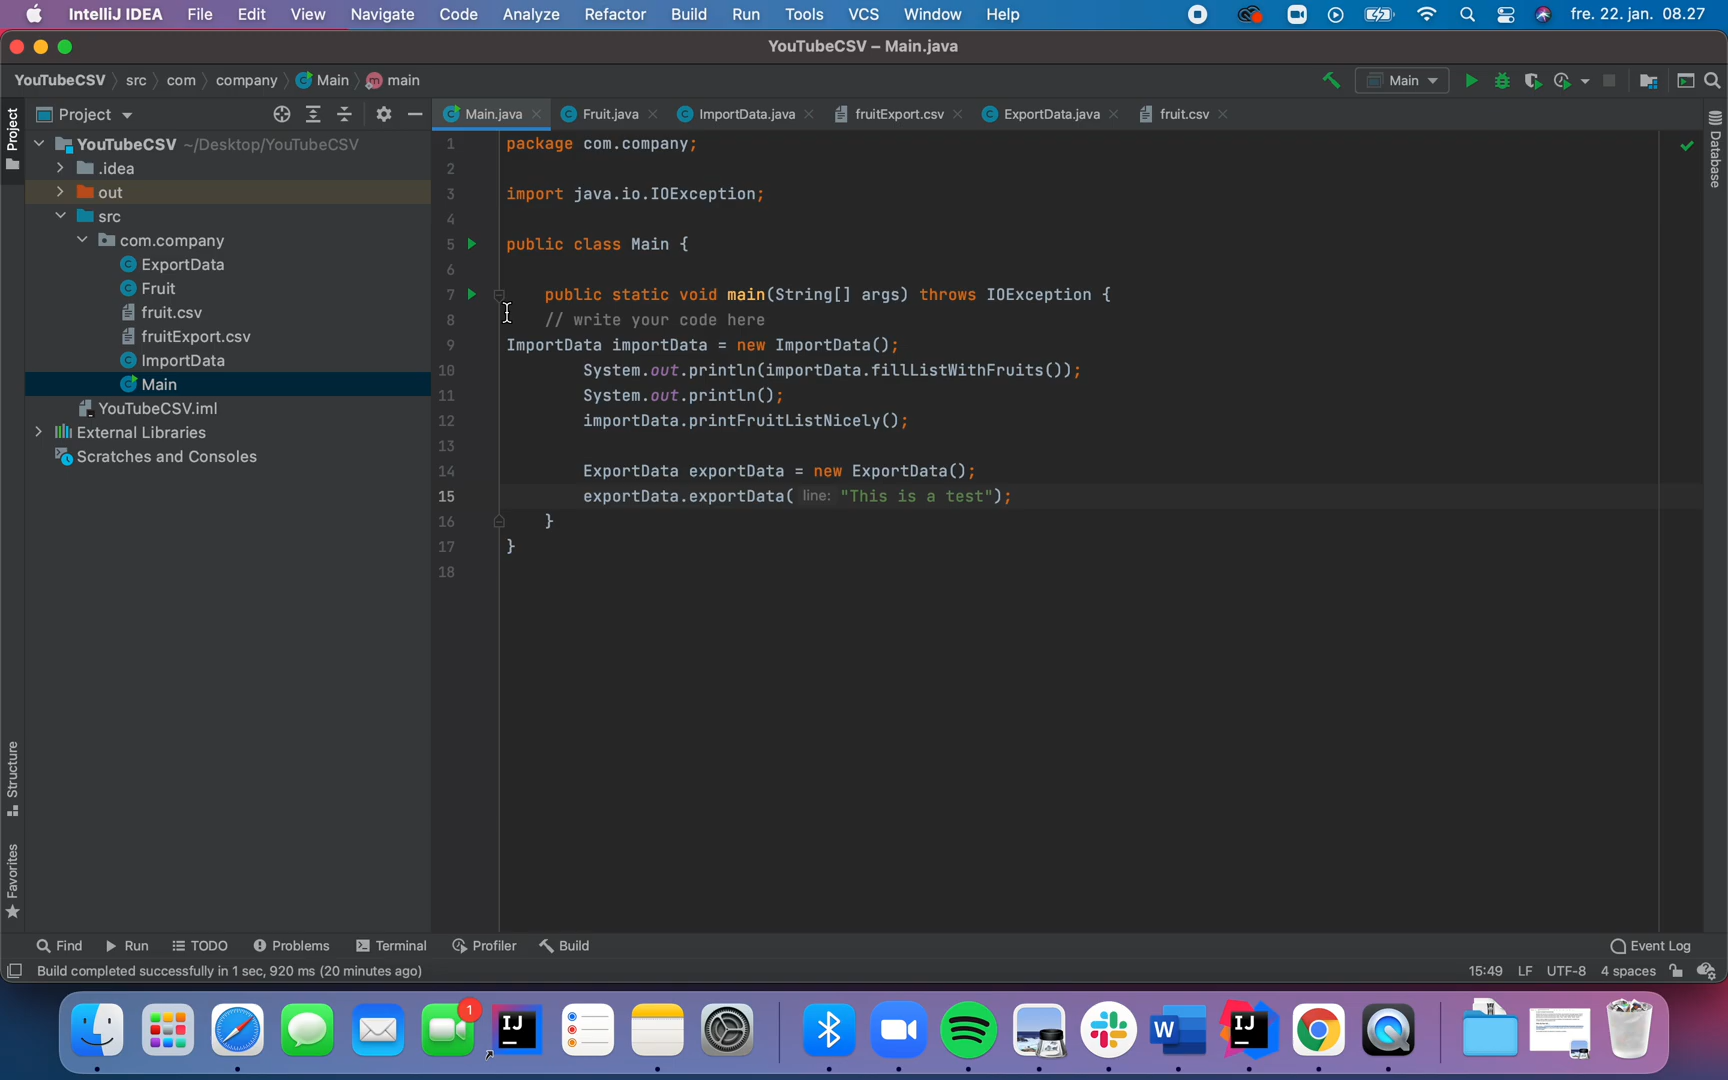 IntelliJ IDEA File Edit View Navigate Code Analyze Refactor Build Run Tools VCS Window Help fre. 22. jan. 08.27
YouTubeCSV – Main.java
YouTubeCSV src com company Main main Main
Project Main.java Fruit.java ImportData.java fruitExport.csv ExportData.java fruit.csv
Project
Database
YouTubeCSV ~/Desktop/YouTubeCSV
.idea
out
src
com.company
ExportData
Fruit
fruit.csv
fruitExport.csv
ImportData
Main
YouTubeCSV.iml
External Libraries
Scratches and Consoles
Structure
Favorites
1 package com.company;
2
3 import java.io.IOException;
4
5 public class Main {
6
7 public static void main(String[] args) throws IOException {
8 // write your code here
9 ImportData importData = new ImportData();
10 System.out.println(importData.fillListWithFruits());
11 System.out.println();
12 importData.printFruitListNicely();
13
14 ExportData exportData = new ExportData();
15 exportData.exportData( line: "This is a test");
16 }
17 }
18
Find Run TODO Problems Terminal Profiler Build Event Log
Build completed successfully in 1 sec, 920 ms (20 minutes ago) 15:49 LF UTF-8 4 spaces
1
IJ
W
IJ